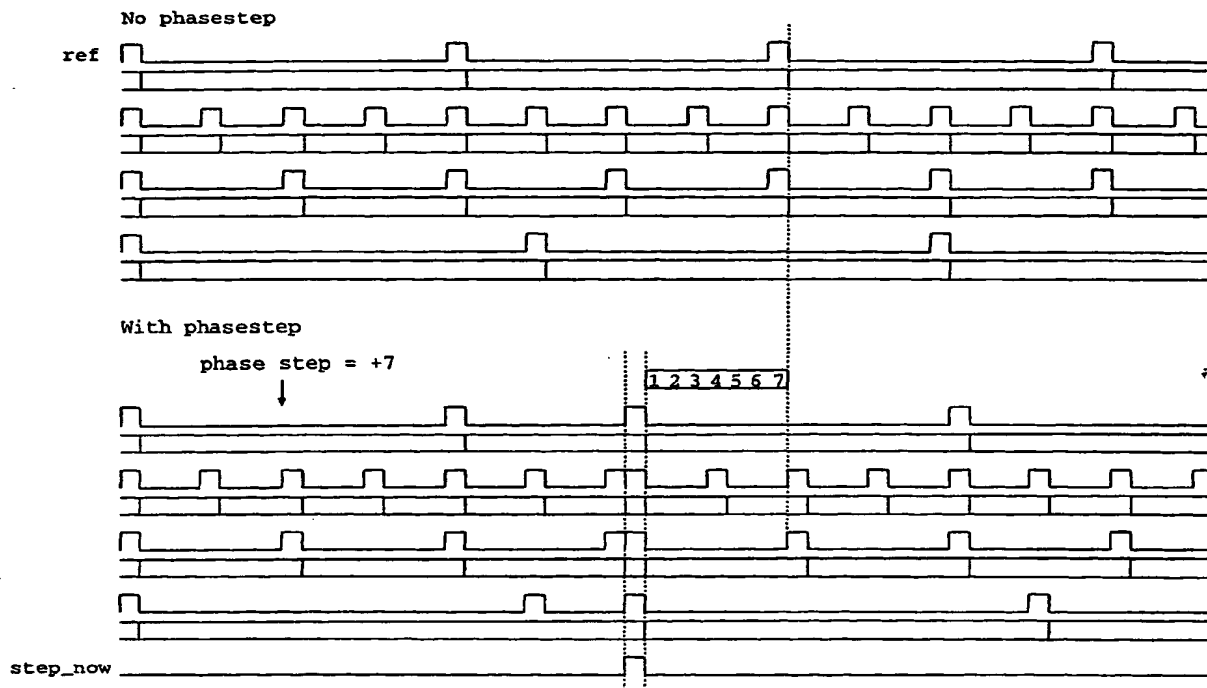 No phasestep
ref
With phasestep
phase step = +7
1 2 3 4 5 6 7
step_now